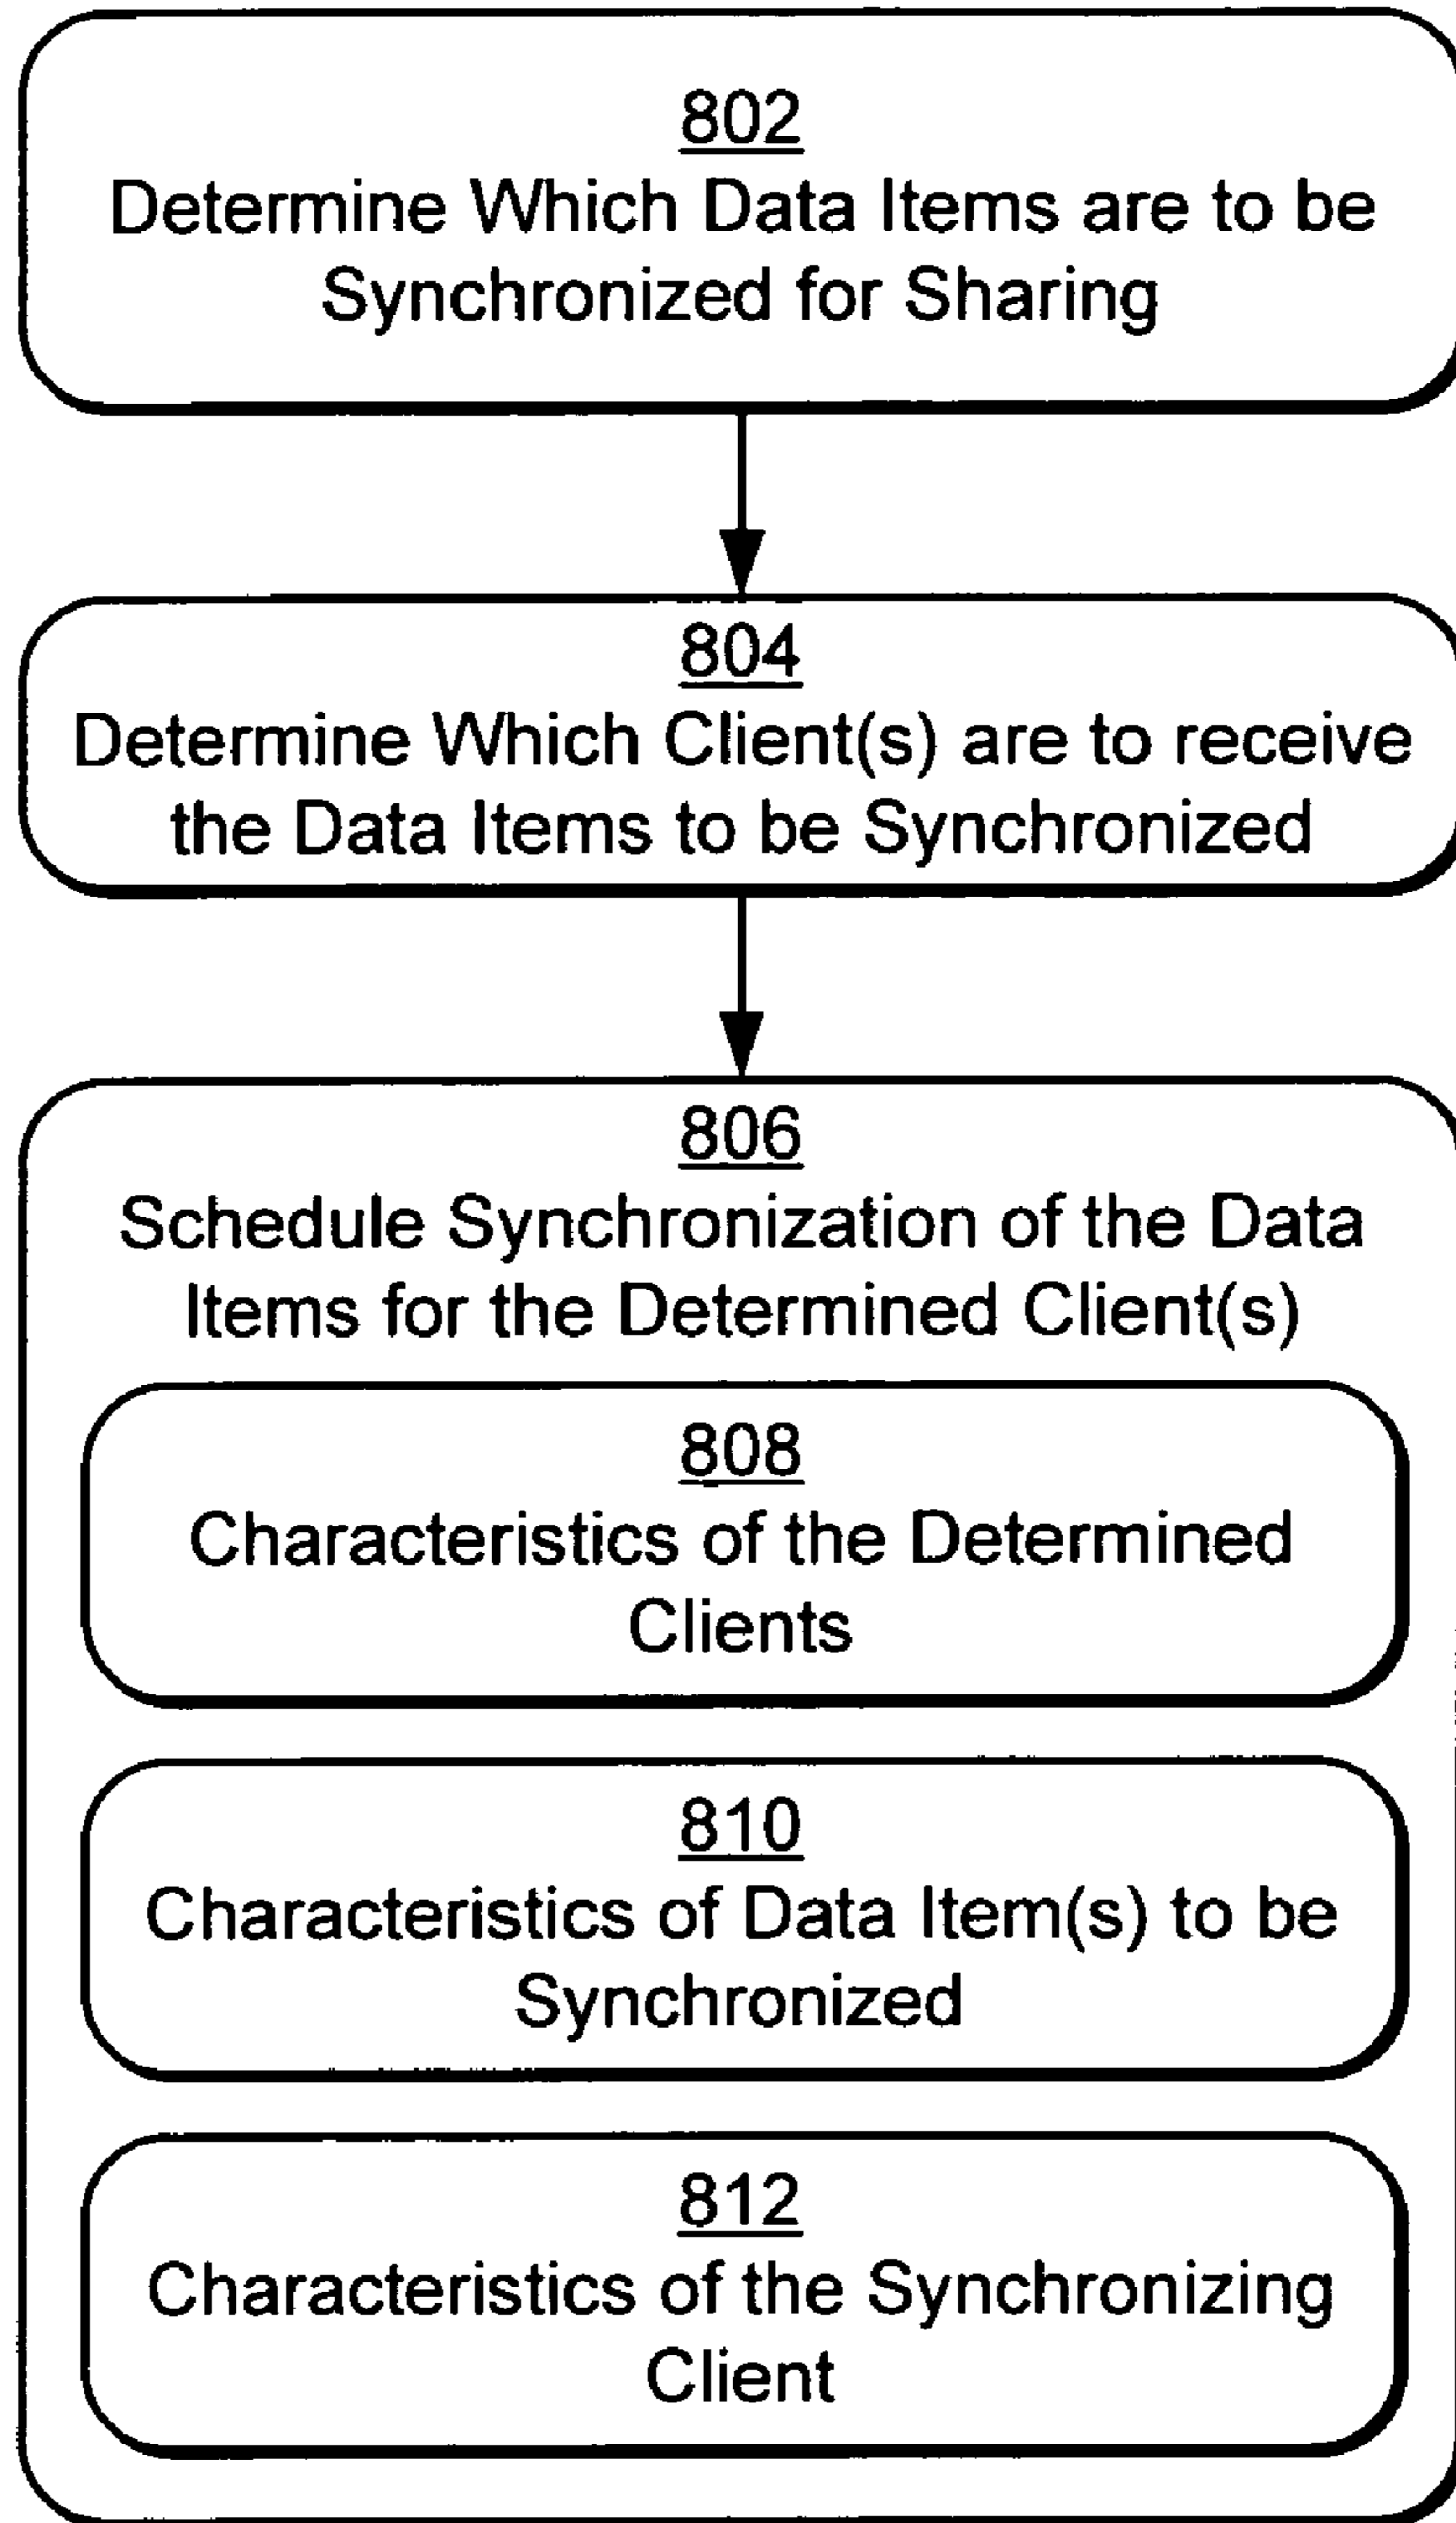 802
Determine Which Data Items are to be
Synchronized for Sharing
804
Determine Which Client(s) are to receive
the Data Items to be Synchronized
806
Schedule Synchronization of the Data
Items for the Determined Client(s)
808
Characteristics of the Determined
Clients
810
Characteristics of Data Item(s) to be
Synchronized
812
Characteristics of the Synchronizing
Client